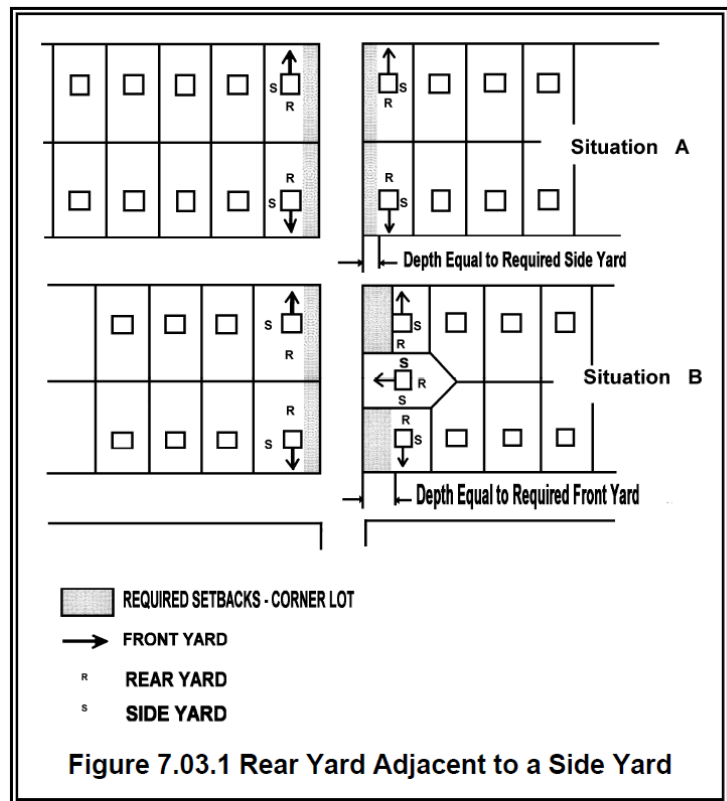 S S
R R
Situation A
R R
S S
Depth Equal to Required Side Yard
S S
R
R
S
Situation B
R
S
R
R
S S
Depth Equal to Required Front Yard
REQUIRED SETBACKS - CORNER LOT
FRONT YARD
R REAR YARD
S SIDE YARD
Figure 7.03.1 Rear Yard Adjacent to a Side Yard